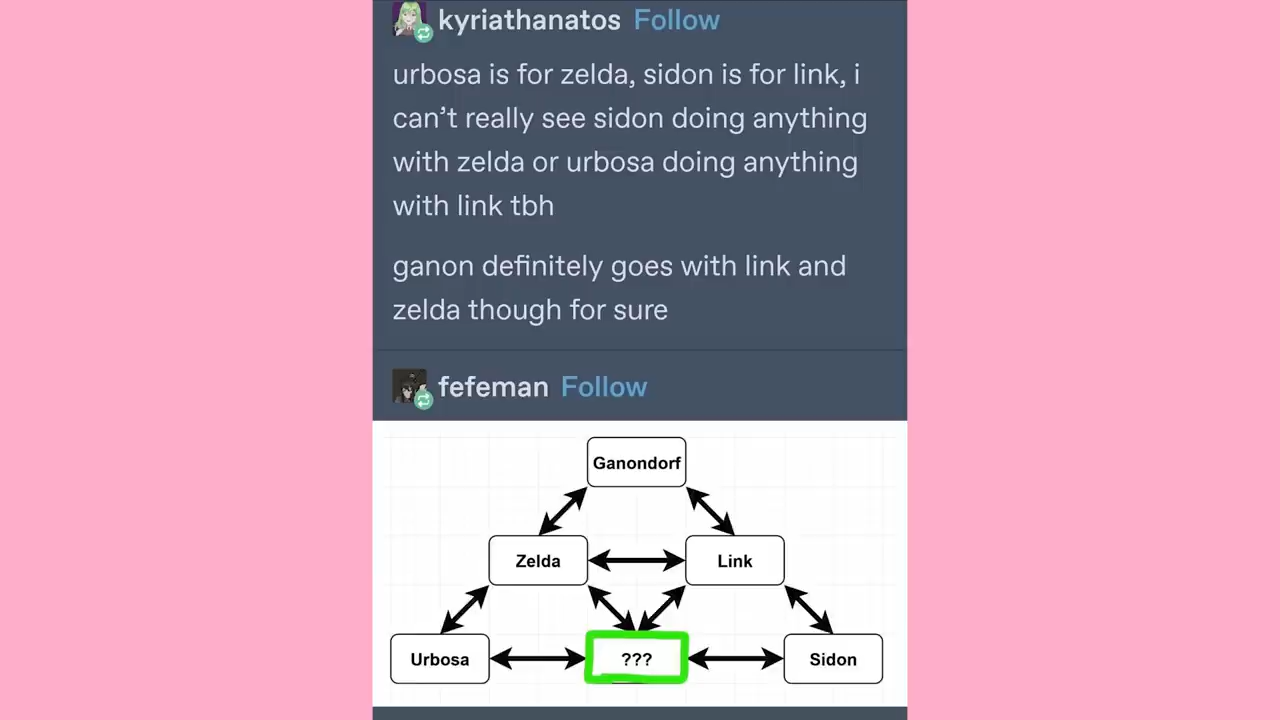 kyriathanatos Follow
urbosa is for zelda, sidon is for link, i
can’t really see sidon doing anything
with zelda or urbosa doing anything
with link tbh
ganon definitely goes with link and
zelda though for sure
fefeman Follow
Ganondorf
Zelda
Link
Urbosa
???
Sidon